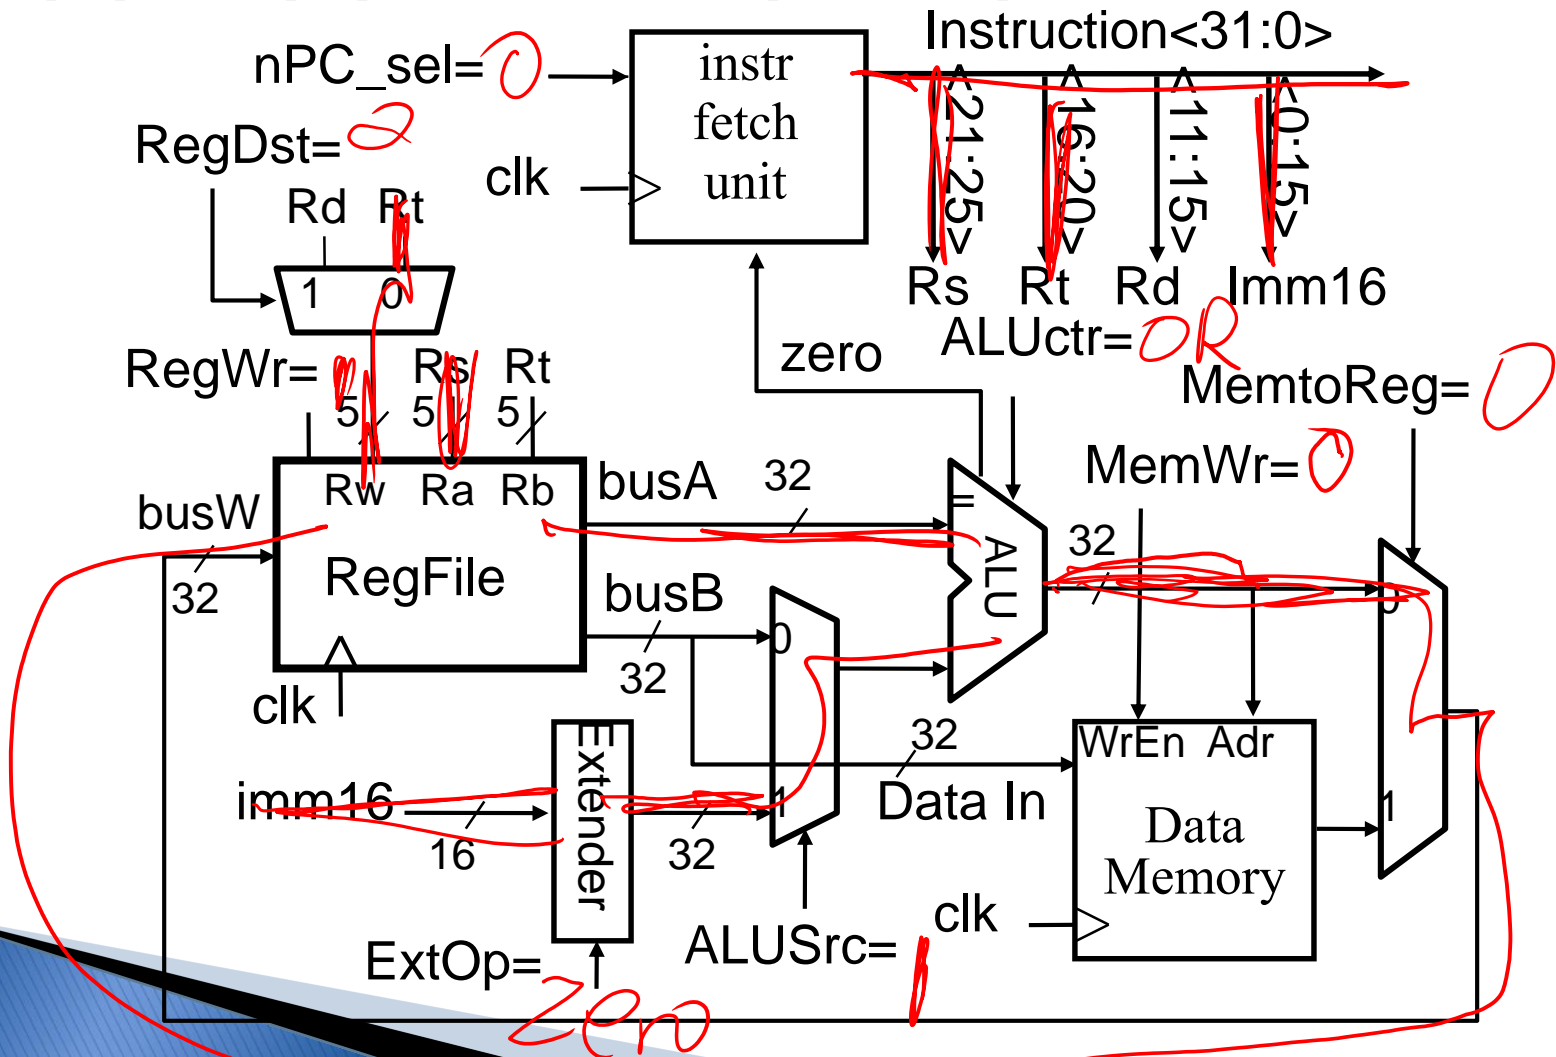 Instruction<31:0>
nPC_sel= 0
instr
fetch
unit
RegDst=
clk
<21:25>
<16:20>
<11:15>
<0:15>
Rd Rt
Rs Rt Rd Imm16
1 0
ALUctr= OR
zero
RegWr=
Rs Rt
MemtoReg= 0
5 5 5
MemWr= 0
Rw Ra Rb
busA 32
busW
32
RegFile
=
ALU
32
0
busB
32
0
clk
32
WrEn Adr
Extender
imm16
16
32
1
Data In
Data
Memory
1
clk
ALUSrc= 1
ExtOp= zero